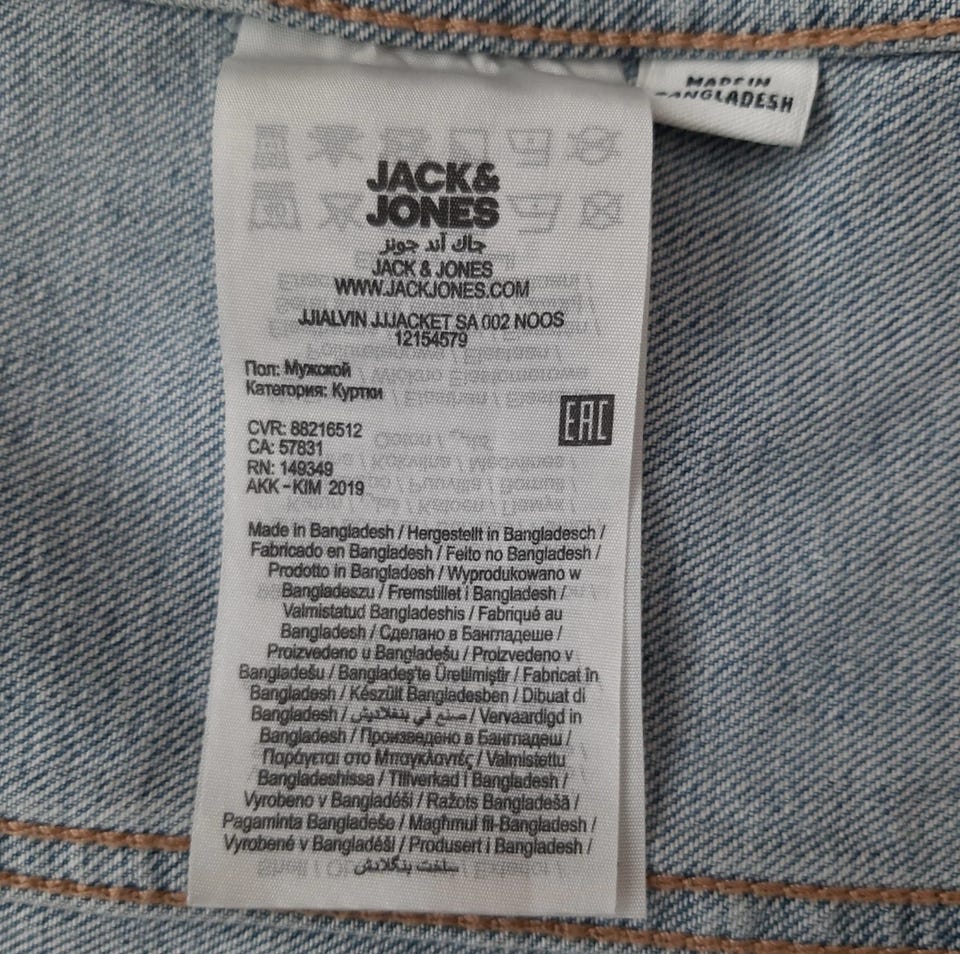 MADE IN
BANGLADESH
JACK&
JONES
جاك آند جونز
JACK & JONES
WWW.JACKJONES.COM
JJIALVIN JJJACKET SA 002 NOOS
12154579
Пол: Мужской
Категория: Куртки
EAC
CVR: 88216512
CA: 57831
RN: 149349
AKK-KIM 2019
Made in Bangladesh / Hergestellt in Bangladesch /
Fabricado en Bangladesh / Feito no Bangladesh /
Prodotto in Bangladesh / Wyprodukowano w
Bangladeszu / Fremstillet i Bangladesh /
Valmistatud Bangladeshis / Fabriqué au
Bangladesh / Сделано в Бангладеше /
Proizvedeno u Bangladešu / Proizvedeno v
Bangladešu / Bangladeş'te Üretilmiştir / Fabricat în
Bangladesh / Készült Bangladesben / Dibuat di
Bangladesh / صنع في بنغلاديش / Vervaardigd in
Bangladesh / Произведено в Бангладеш /
Παράγεται στο Μπαγκλαντές / Valmistettu
Bangladeshissa / Tillverkad i Bangladesh /
Vyrobeno v Bangladéši / Ražots Bangladešā /
Pagaminta Bangladeše / Magħmul fil-Bangladesh /
Vyrobené v Bangladéši / Produsert i Bangladesh /
ساخت بنگلادش